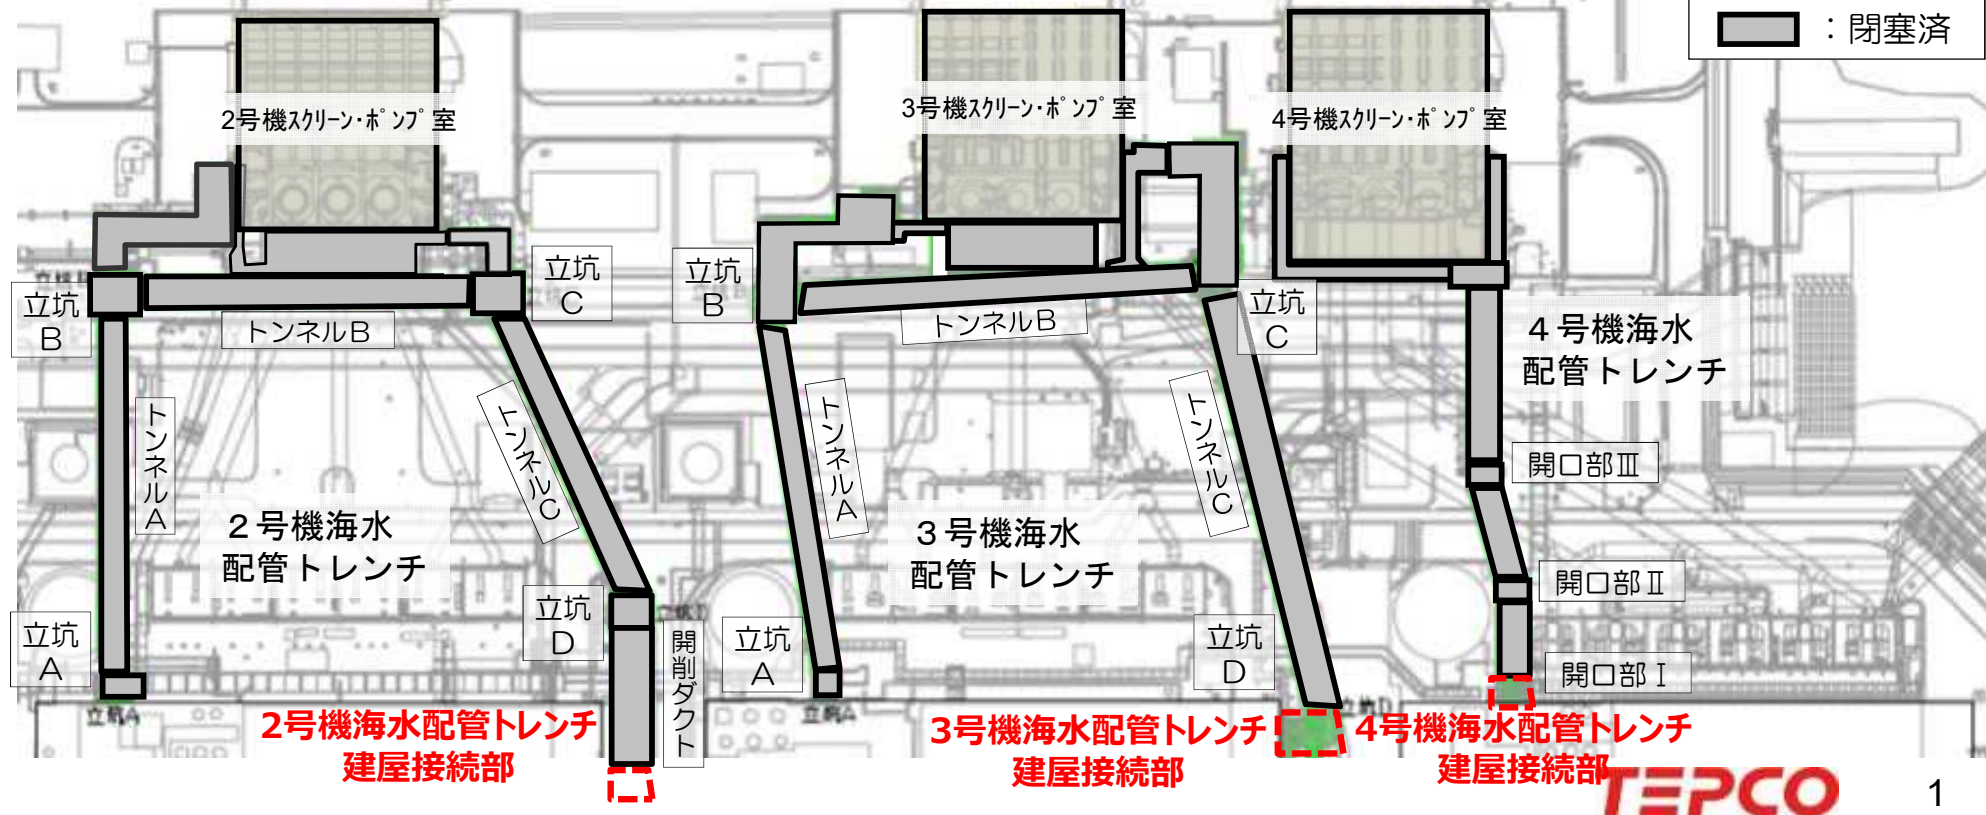 ：閉塞済
2号機ｽｸﾘｰﾝ･ﾎﾟﾝﾌﾟ室
3号機ｽｸﾘｰﾝ･ﾎﾟﾝﾌﾟ室
4号機ｽｸﾘｰﾝ･ﾎﾟﾝﾌﾟ室
立坑
B
トンネルB
立坑
C
立坑
B
トンネルB
立坑
C
4号機海水
配管トレンチ
トンネルA
トンネルC
トンネルA
トンネルC
開口部Ⅲ
2号機海水
配管トレンチ
3号機海水
配管トレンチ
開口部Ⅱ
立坑
A
立坑
D
開削ダクト
立坑
A
立坑
D
開口部Ⅰ
立坑A
立坑A
立坑D
2号機海水配管トレンチ
建屋接続部
3号機海水配管トレンチ
建屋接続部
4号機海水配管トレンチ
建屋接続部
TEPCO
1